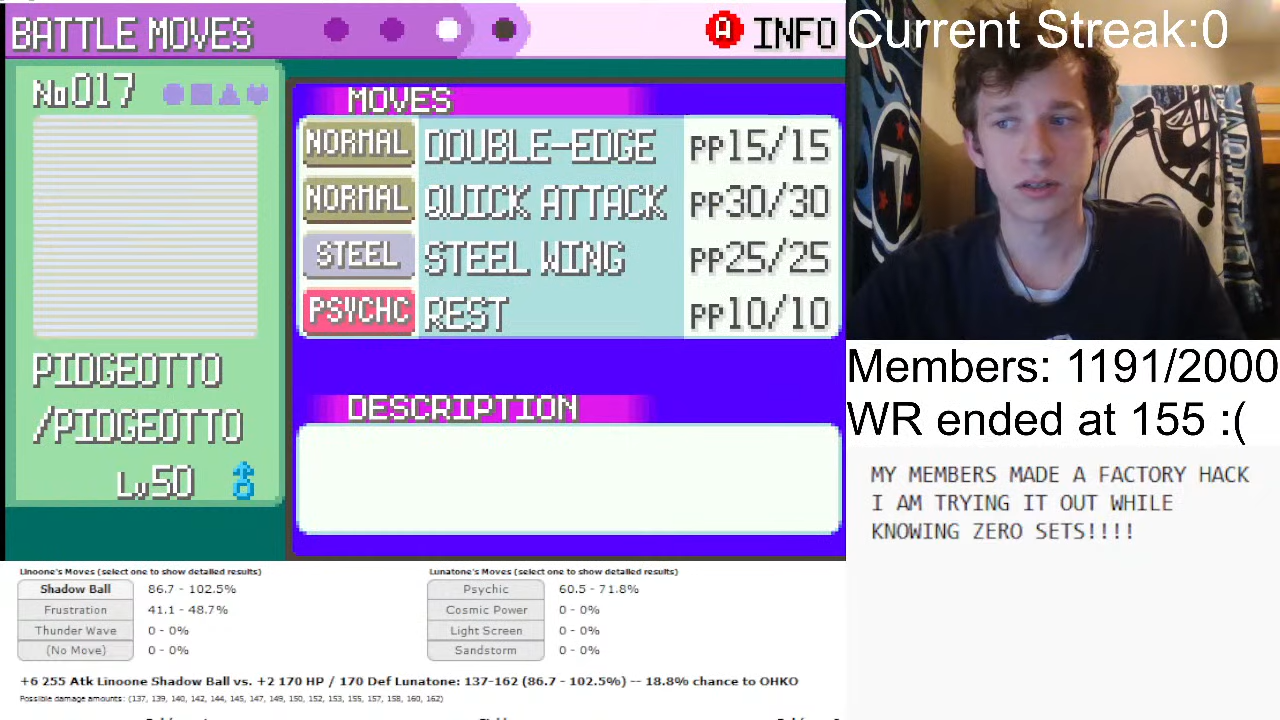 BATTLE MOVES
A INFO
No017
MOVES
NORMAL DOUBLE-EDGE PP15/15
NORMAL QUICK ATTACK PP30/30
STEEL STEEL WING PP25/25
PSYCHC REST PP10/10
PIDGEOTTO
/PIDGEOTTO
Lv50 ♂
DESCRIPTION
Current Streak:0
Members: 1191/2000
WR ended at 155 :(
MY MEMBERS MADE A FACTORY HACK
I AM TRYING IT OUT WHILE
KNOWING ZERO SETS!!!!
Linoone's Moves (select one to show detailed results)
Shadow Ball 86.7 - 102.5%
Frustration 41.1 - 48.7%
Thunder Wave 0 - 0%
(No Move) 0 - 0%
Lunatone's Moves (select one to show detailed results)
Psychic 60.5 - 71.8%
Cosmic Power 0 - 0%
Light Screen 0 - 0%
Sandstorm 0 - 0%
+6 255 Atk Linoone Shadow Ball vs. +2 170 HP / 170 Def Lunatone: 137-162 (86.7 - 102.5%) -- 18.8% chance to OHKO
Possible damage amounts: (137, 139, 140, 142, 144, 145, 147, 149, 150, 152, 153, 155, 157, 158, 160, 162)